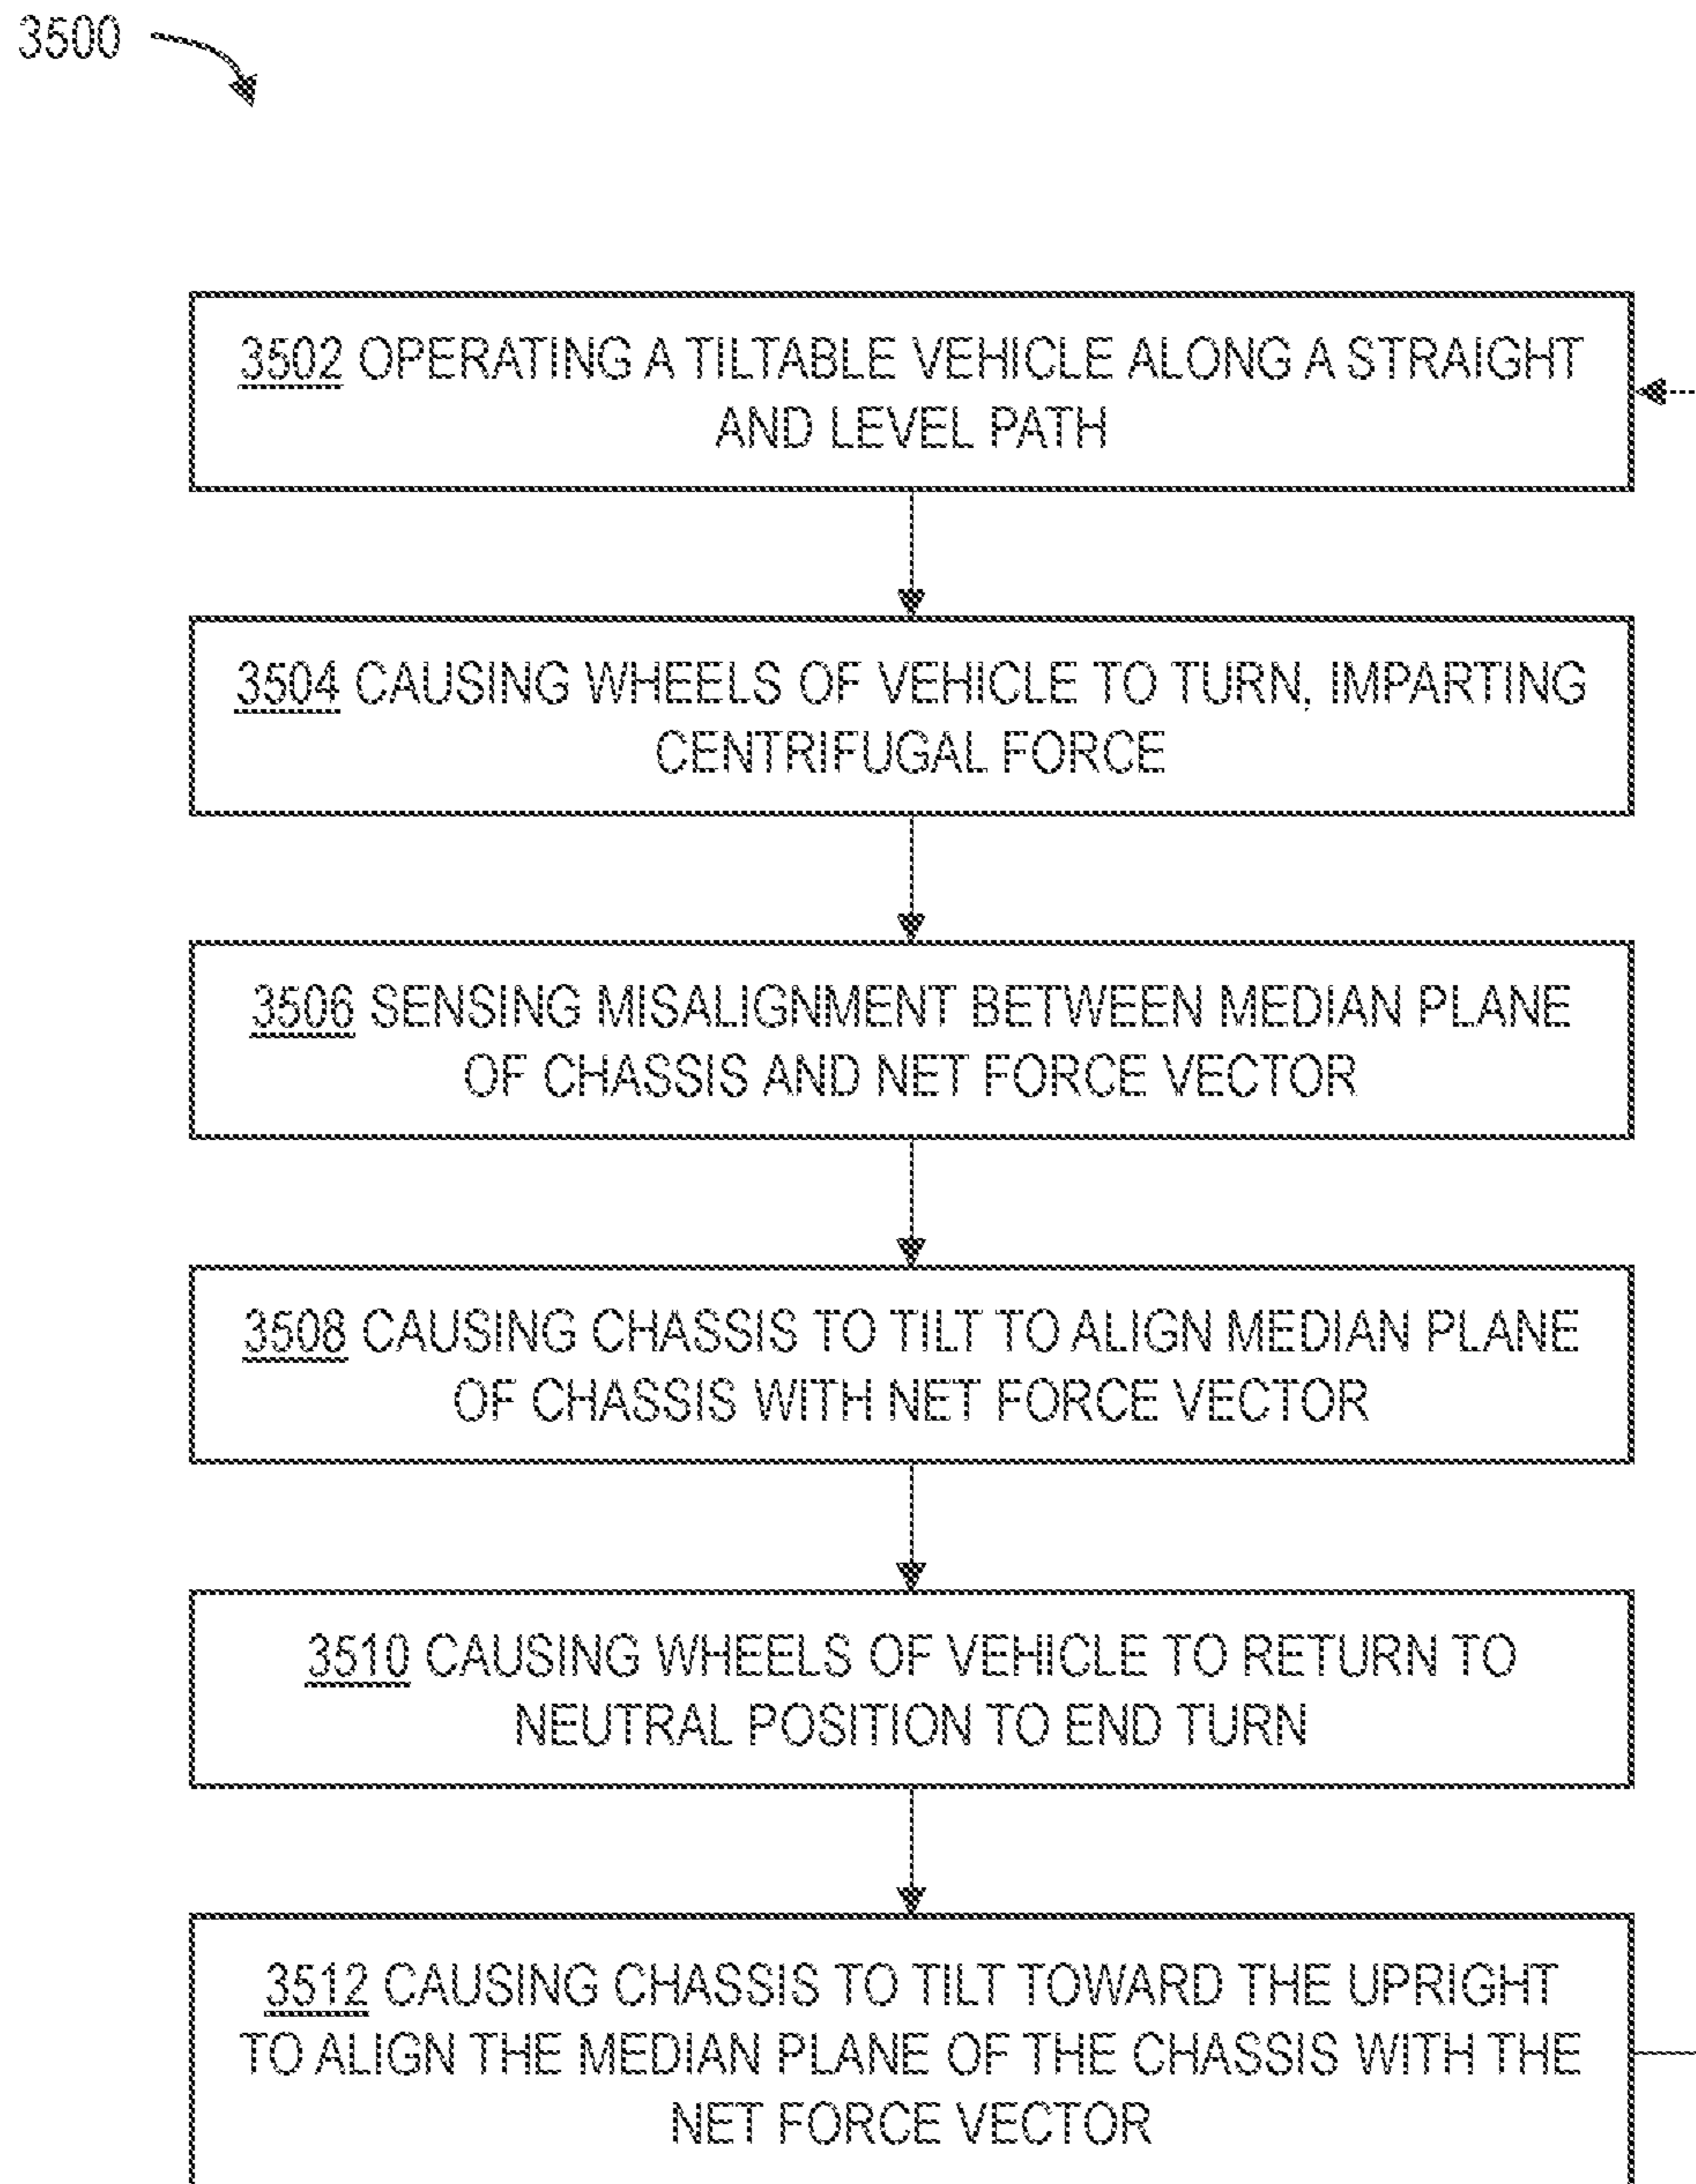 3500
3502 OPERATING A TILTABLE VEHICLE ALONG A STRAIGHT
AND LEVEL PATH
3504 CAUSING WHEELS OF VEHICLE TO TURN, IMPARTING
CENTRIFUGAL FORCE
3506 SENSING MISALIGNMENT BETWEEN MEDIAN PLANE
OF CHASSIS AND NET FORCE VECTOR
3508 CAUSING CHASSIS TO TILT TO ALIGN MEDIAN PLANE
OF CHASSIS WITH NET FORCE VECTOR
3510 CAUSING WHEELS OF VEHICLE TO RETURN TO
NEUTRAL POSITION TO END TURN
3512 CAUSING CHASSIS TO TILT TOWARD THE UPRIGHT
TO ALIGN THE MEDIAN PLANE OF THE CHASSIS WITH THE
NET FORCE VECTOR